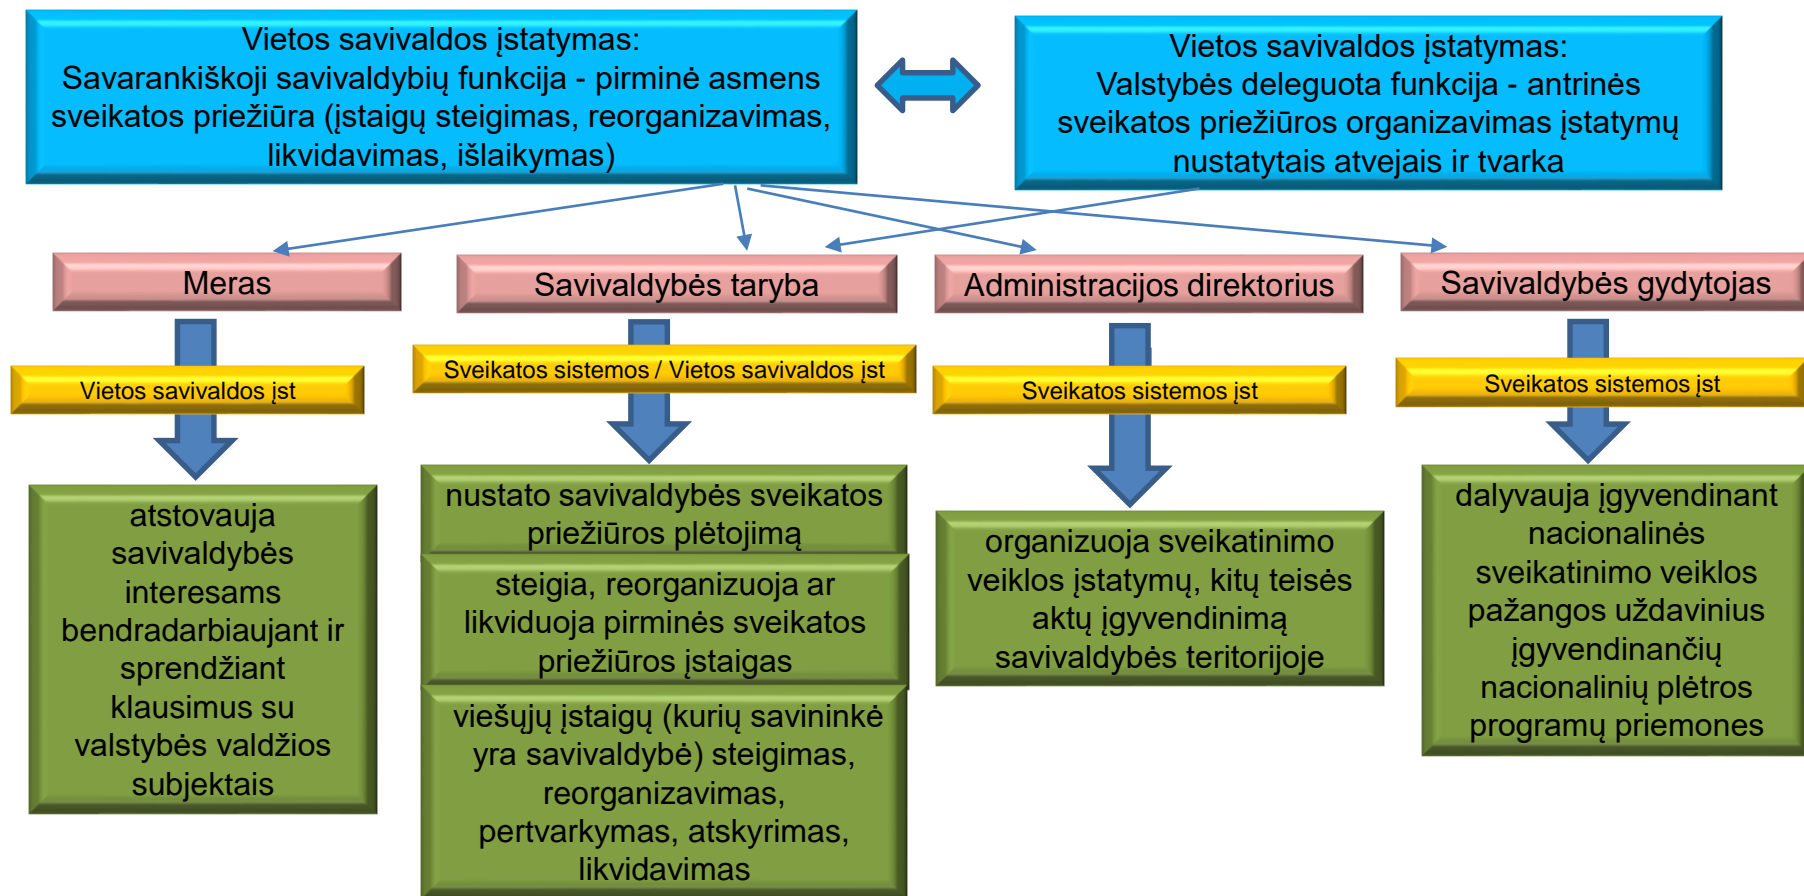 Vietos savivaldos įstatymas:
Savarankiškoji savivaldybių funkcija - pirminė asmens
sveikatos priežiūra (įstaigų steigimas, reorganizavimas,
likvidavimas, išlaikymas)
Vietos savivaldos įstatymas:
Valstybės deleguota funkcija - antrinės
sveikatos priežiūros organizavimas įstatymų
nustatytais atvejais ir tvarka
Meras
Savivaldybės taryba
Administracijos direktorius
Savivaldybės gydytojas
Vietos savivaldos įst
Sveikatos sistemos / Vietos savivaldos įst
Sveikatos sistemos įst
Sveikatos sistemos įst
atstovauja
savivaldybės
interesams
bendradarbiaujant ir
sprendžiant
klausimus su
valstybės valdžios
subjektais
nustato savivaldybės sveikatos
priežiūros plėtojimą
steigia, reorganizuoja ar
likviduoja pirminės sveikatos
priežiūros įstaigas
viešųjų įstaigų (kurių savininkė
yra savivaldybė) steigimas,
reorganizavimas,
pertvarkymas, atskyrimas,
likvidavimas
organizuoja sveikatinimo
veiklos įstatymų, kitų teisės
aktų įgyvendinimą
savivaldybės teritorijoje
dalyvauja įgyvendinant
nacionalinės
sveikatinimo veiklos
pažangos uždavinius
įgyvendinančių
nacionalinių plėtros
programų priemones